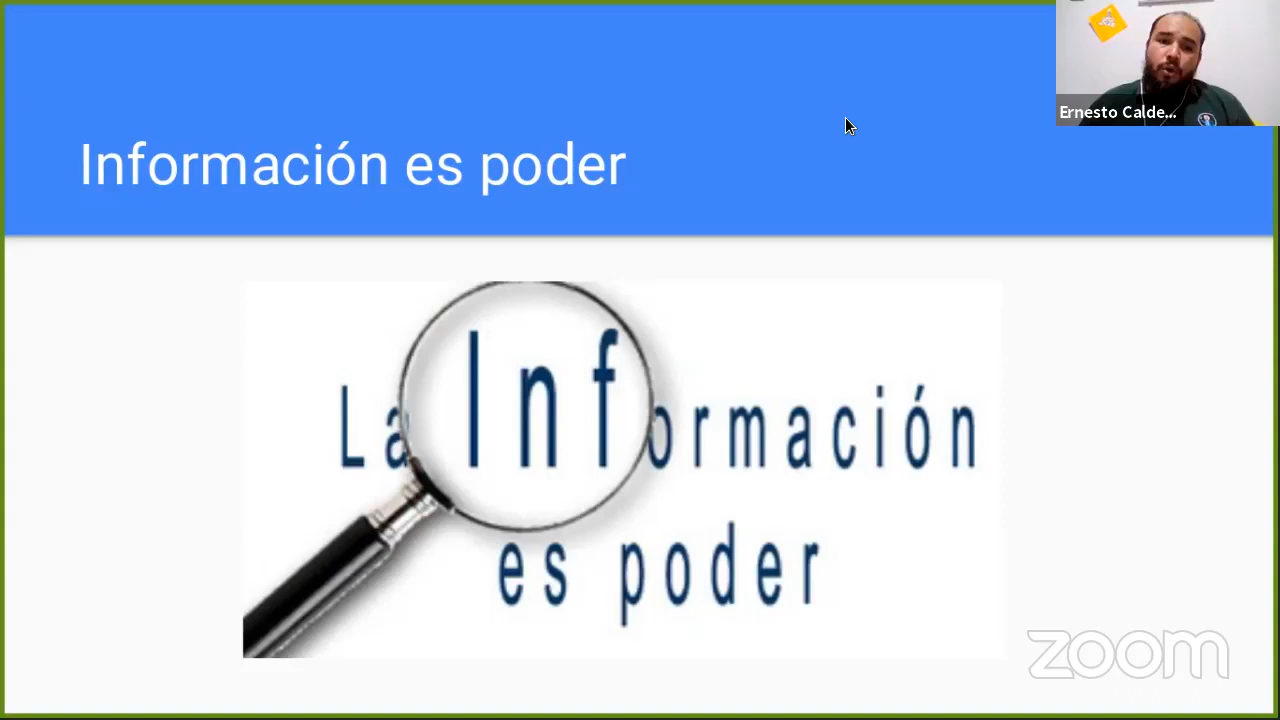 Ernesto Calde...
Información es poder
La Información
es poder
zoom